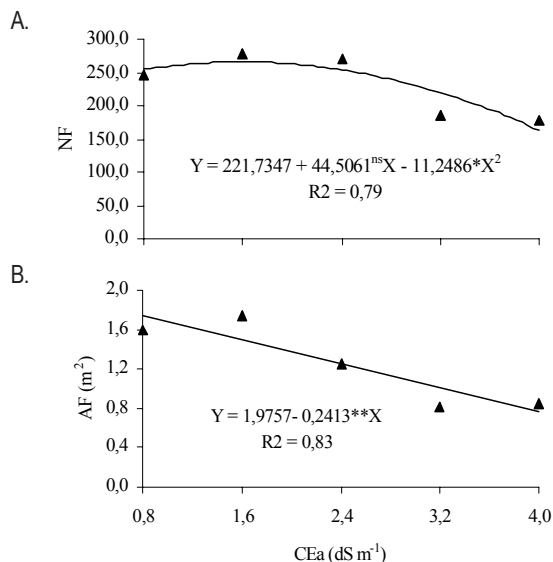 A.
300,0
250,0
200,0
150,0
100,0
50,0
0,0
NF
Y = 221,7347 + 44,5061ⁿˢX - 11,2486*X²
R2 = 0,79
B.
2,0
1,6
1,2
0,8
0,4
0,0
AF (m⁻²)
Y = 1,9757- 0,2413**X
R2 = 0,83
0,8 1,6 2,4 3,2 4,0
CEa (dS m⁻¹)